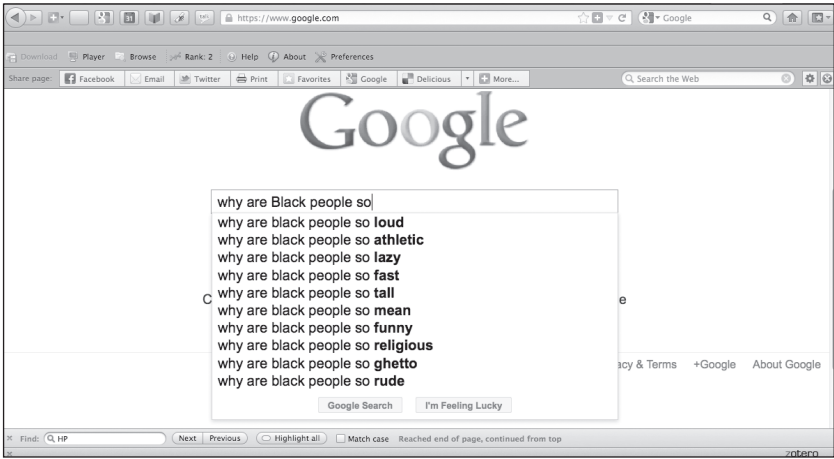 31
https://www.google.com
Google
Download Player Browse Rank: 2 Help About Preferences
Share page: Facebook Email Twitter Print Favorites Google Delicious More... Search the Web
Google
why are Black people so
why are black people so loud
why are black people so athletic
why are black people so lazy
why are black people so fast
why are black people so tall
why are black people so mean
why are black people so funny
why are black people so religious
why are black people so ghetto
why are black people so rude
Google Search I'm Feeling Lucky
acy & Terms +Google About Google
Find: HP Next Previous Highlight all Match case Reached end of page, continued from top
zotero